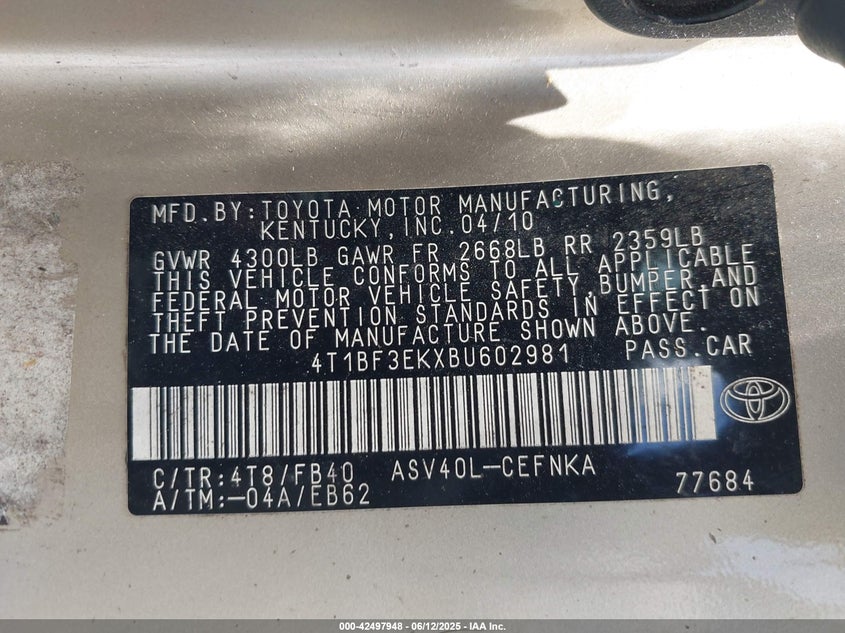 MFD. BY: TOYOTA MOTOR MANUFACTURING,
KENTUCKY, INC. 04/10
GVWR 4300LB GAWR FR 2668LB RR 2359LB
THIS VEHICLE CONFORMS TO ALL APPLICABLE
FEDERAL MOTOR VEHICLE SAFETY, BUMPER, AND
THEFT PREVENTION STANDARDS IN EFFECT ON
THE DATE OF MANUFACTURE SHOWN ABOVE.
4T1BF3EKXBU602981 PASS. CAR
C/TR: 4T8/FB40 ASV40L-CEFNKA
A/TM: -04A/EB62 77684
000-42497948 - 06/12/2025 - IAA Inc.